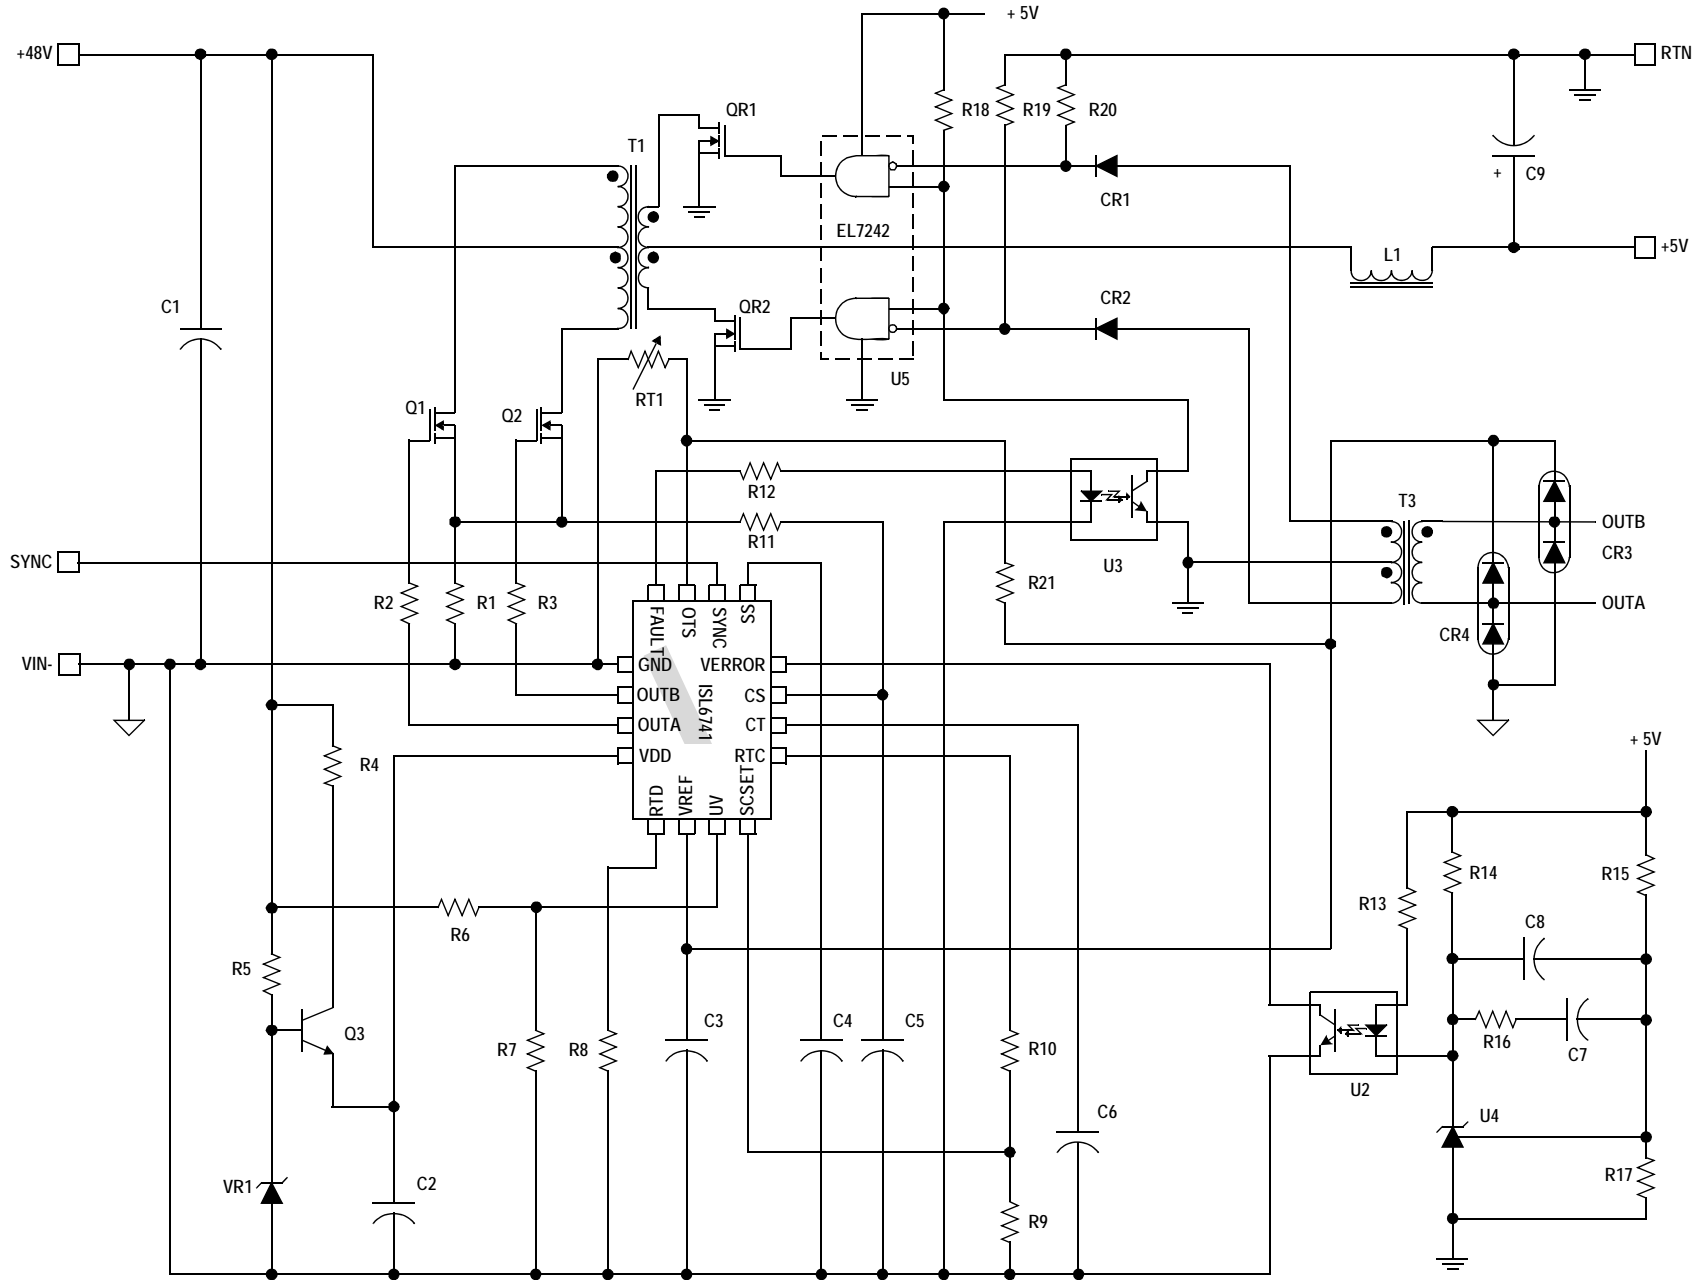 + 5V
+48V
RTN
QR1
R18
R19
R20
T1
C9
+
CR1
EL7242
+5V
L1
C1
CR2
QR2
U5
RT1
Q1
Q2
R12
T3
OUTB
R11
CR3
SYNC
U3
R21
R2
R1
R3
OUTA
FAULT
OTS
SYNC
SS
CR4
VIN-
GND
VERROR
OUTB
CS
ISL6741
OUTA
CT
+ 5V
VDD
RTC
R4
RTD
VREF
UV
SCSET
R14
R15
R13
C8
R6
R5
Q3
C3
C4
C5
R7
R8
R10
R16
C7
U2
C6
U4
VR1
C2
R17
R9